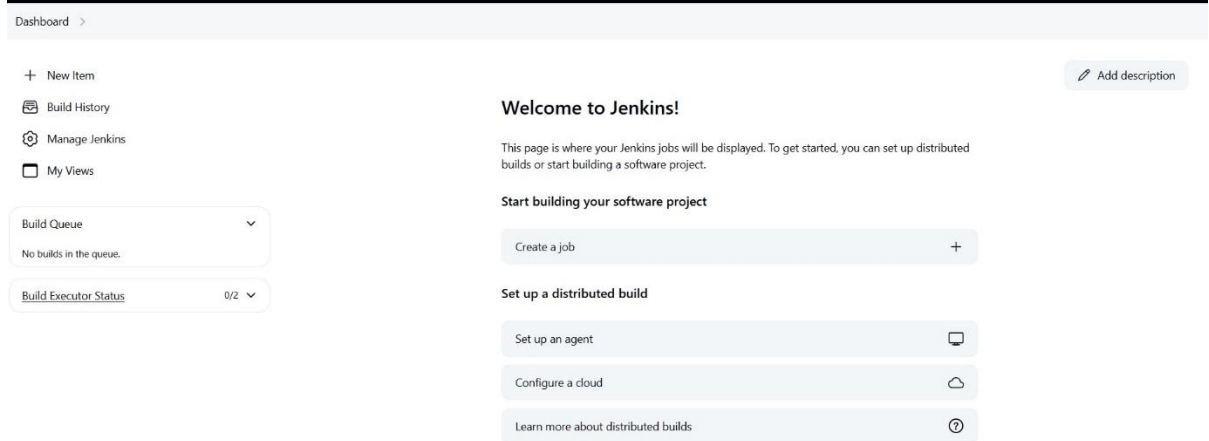 Dashboard >
New Item
Build History
Manage Jenkins
My Views
Build Queue
No builds in the queue.
Build Executor Status 0/2
Add description
Welcome to Jenkins!
This page is where your Jenkins jobs will be displayed. To get started, you can set up distributed
builds or start building a software project.
Start building your software project
Create a job
Set up a distributed build
Set up an agent
Configure a cloud
Learn more about distributed builds